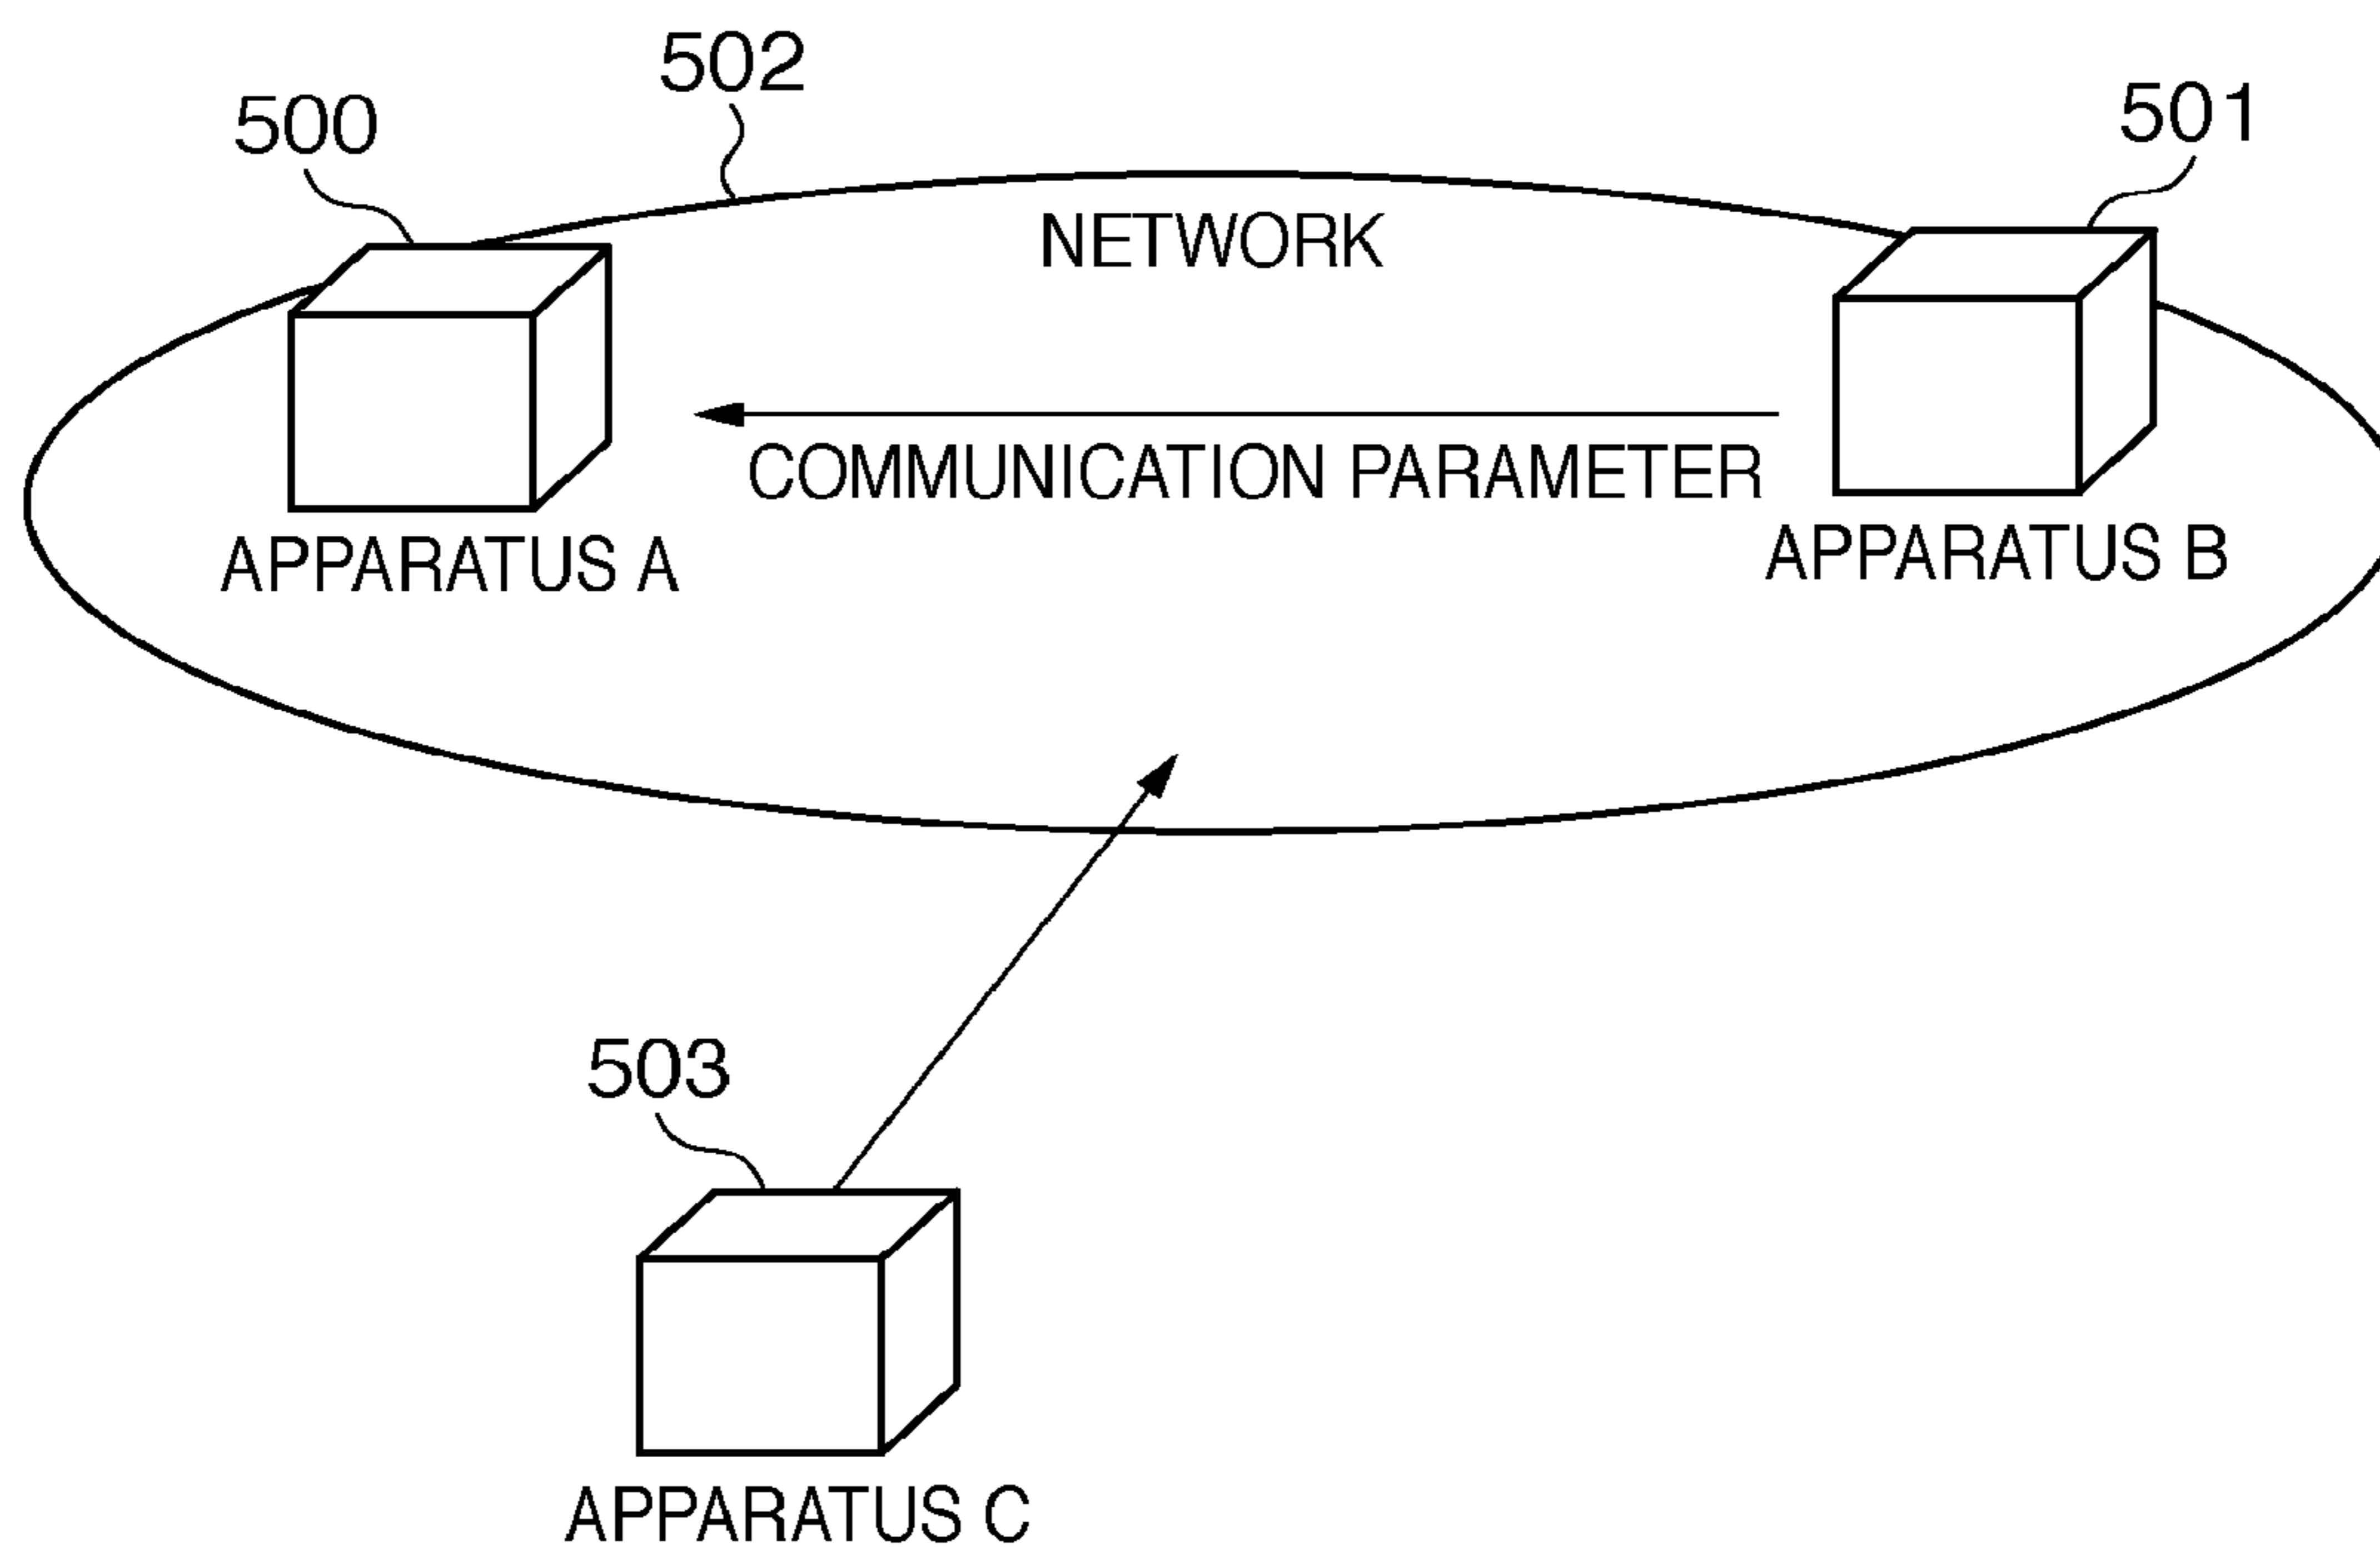 502
500
501
NETWORK
COMMUNICATION PARAMETER
APPARATUS A
APPARATUS B
503
APPARATUS C